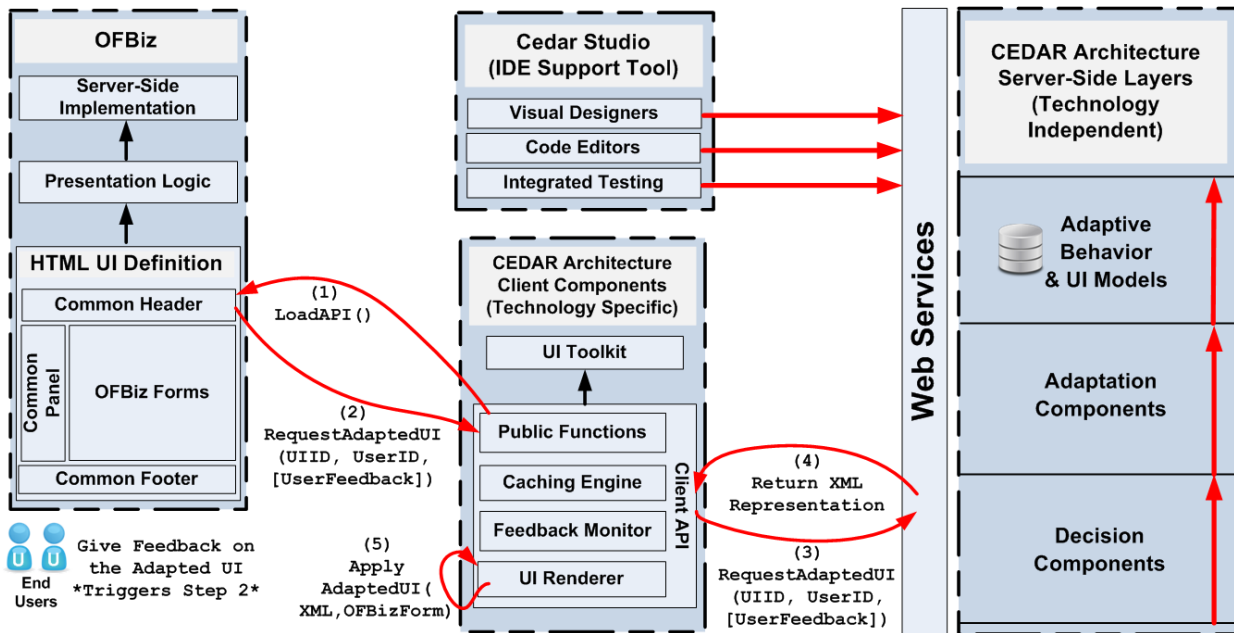 OFBiz
Server-Side
Implementation
Presentation Logic
HTML UI Definition
Common Header
Common
Panel
OFBiz Forms
Common Footer
U
U
End
Users
Give Feedback on
the Adapted UI
*Triggers Step 2*
(1)
LoadAPI()
(2)
RequestAdaptedUI
(UIID, UserID,
[UserFeedback])
(5)
Apply
AdaptedUI(
XML,OFBizForm)
Cedar Studio
(IDE Support Tool)
Visual Designers
Code Editors
Integrated Testing
CEDAR Architecture
Client Components
(Technology Specific)
UI Toolkit
Public Functions
Caching Engine
Feedback Monitor
UI Renderer
Client API
(4)
Return XML
Representation
(3)
RequestAdaptedUI
(UIID, UserID,
[UserFeedback])
Web Services
CEDAR Architecture
Server-Side Layers
(Technology
Independent)
Adaptive
Behavior
& UI Models
Adaptation
Components
Decision
Components